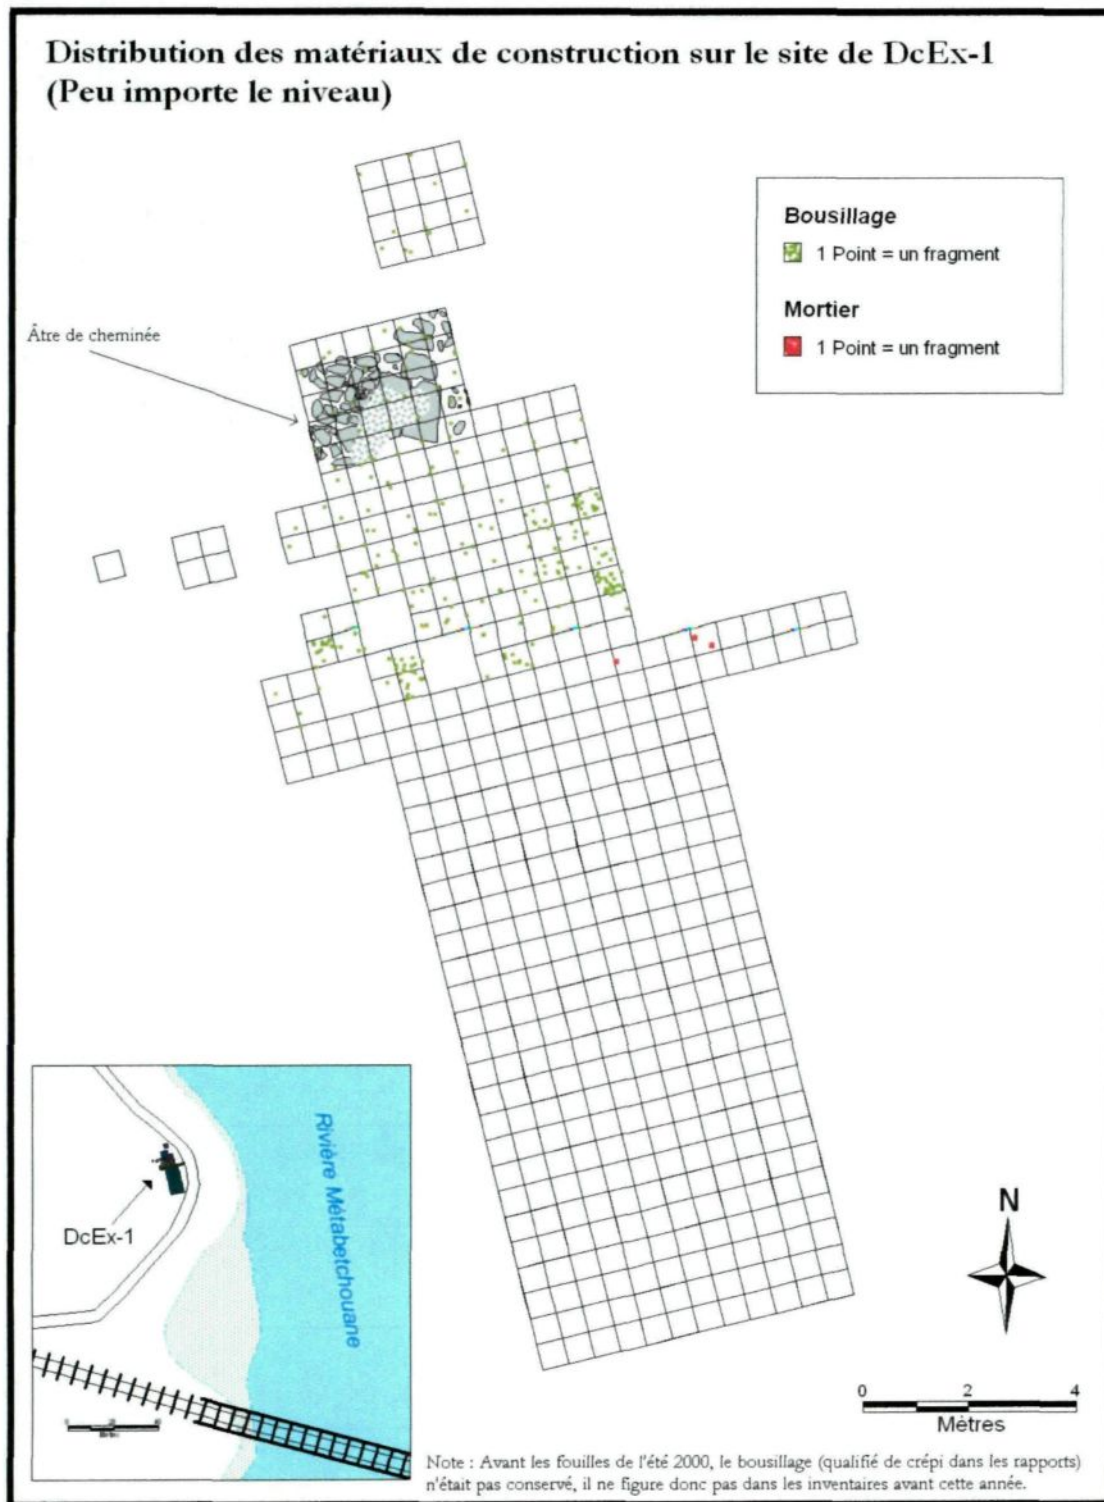 Distribution des matériaux de construction sur le site de DcEx-1
(Peu importe le niveau)
Bousillage
1 Point = un fragment
Mortier
1 Point = un fragment
Âtre de cheminée
Rivière Métabetchouane
DcEx-1
N
0 2 4
Mètres
Note : Avant les fouilles de l'été 2000, le bousillage (qualifié de crépi dans les rapports)
n'était pas conservé, il ne figure donc pas dans les inventaires avant cette année.